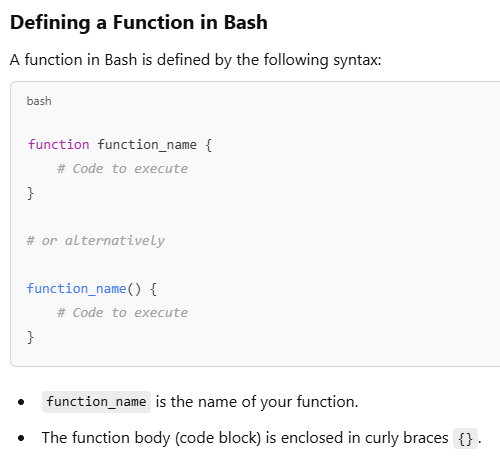 Defining a Function in Bash
A function in Bash is defined by the following syntax:
bash
function function_name {
    # Code to execute
}
# or alternatively
function_name() {
    # Code to execute
}
• function_name is the name of your function.
• The function body (code block) is enclosed in curly braces {}.